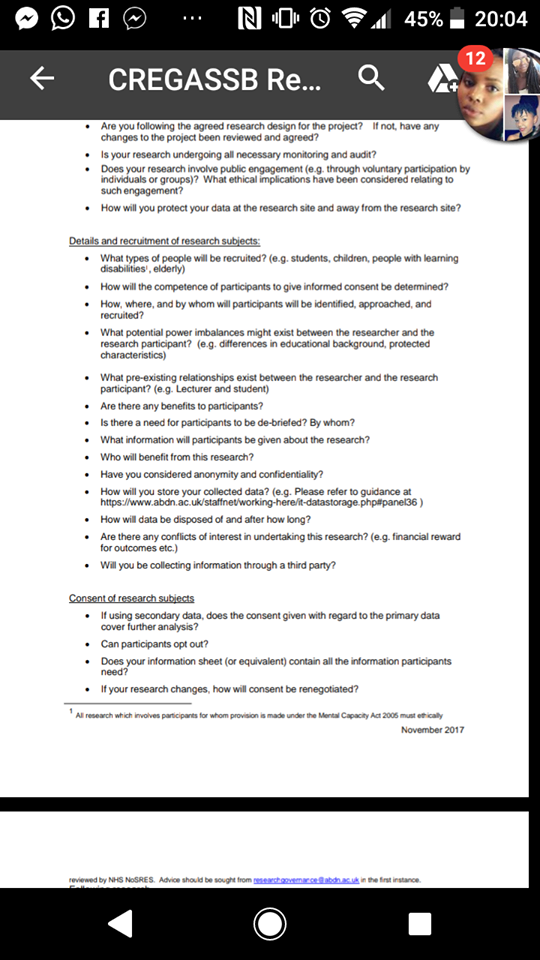 45% 20:04
CREGASSB Re...
12
• Are you following the agreed research design for the project? If not, have any
changes to the project been reviewed and agreed?
• Is your research undergoing all necessary monitoring and audit?
• Does your research involve public engagement (e.g. through voluntary participation by
individuals or groups)? What ethical implications have been considered relating to
such engagement?
• How will you protect your data at the research site and away from the research site?
Details and recruitment of research subjects:
• What types of people will be recruited? (e.g. students, children, people with learning
disabilities¹, elderly)
• How will the competence of participants to give informed consent be determined?
• How, where, and by whom will participants will be identified, approached, and
recruited?
• What potential power imbalances might exist between the researcher and the
research participant? (e.g. differences in educational background, protected
characteristics)
• What pre-existing relationships exist between the researcher and the research
participant? (e.g. Lecturer and student)
• Are there any benefits to participants?
• Is there a need for participants to be de-briefed? By whom?
• What information will participants be given about the research?
• Who will benefit from this research?
• Have you considered anonymity and confidentiality?
• How will you store your collected data? (e.g. Please refer to guidance at
https://www.abdn.ac.uk/staffnet/working-here/it-datastorage.php#panel36 )
• How will data be disposed of and after how long?
• Are there any conflicts of interest in undertaking this research? (e.g. financial reward
for outcomes etc.)
• Will you be collecting information through a third party?
Consent of research subjects
• If using secondary data, does the consent given with regard to the primary data
cover further analysis?
• Can participants opt out?
• Does your information sheet (or equivalent) contain all the information participants
need?
• If your research changes, how will consent be renegotiated?
¹ All research which involves participants for whom provision is made under the Mental Capacity Act 2005 must ethically
November 2017
reviewed by NHS NoSRES. Advice should be sought from researchgovernance@abdn.ac.uk in the first instance.